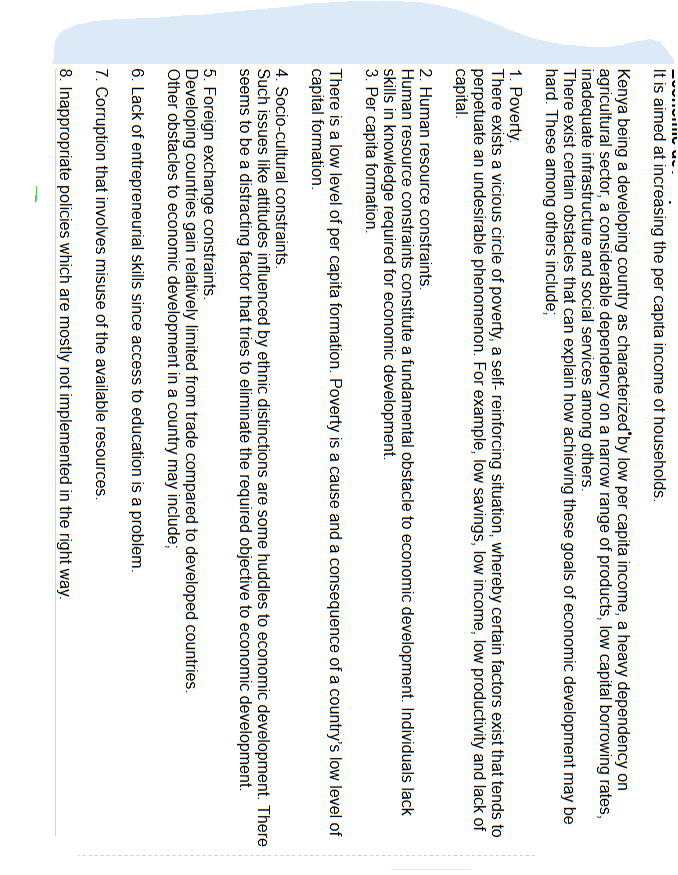 It is aimed at increasing the per capita income of households.
Kenya being a developing country as characterized by low per capita income, a heavy dependency on
agricultural sector, a considerable dependency on a narrow range of products, low capital borrowing rates,
inadequate infrastructure and social services among others.
There exist certain obstacles that can explain how achieving these goals of economic development may be
hard. These among others include;
1. Poverty.
There exists a vicious circle of poverty, a self- reinforcing situation, whereby certain factors exist that tends to
perpetuate an undesirable phenomenon. For example, low savings, low income, low productivity and lack of
capital.
2. Human resource constraints.
Human resource constraints constitute a fundamental obstacle to economic development. Individuals lack
skills in knowledge required for economic development.
3. Per capita formation.
There is a low level of per capita formation. Poverty is a cause and a consequence of a country's low level of
capital formation.
4. Socio-cultural constraints.
Such issues like attitudes influenced by ethnic distinctions are some huddles to economic development. There
seems to be a distracting factor that tries to eliminate the required objective to economic development.
5. Foreign exchange constraints.
Developing countries gain relatively limited from trade compared to developed countries.
Other obstacles to economic development in a country may include;
6. Lack of entrepreneurial skills since access to education is a problem.
7. Corruption that involves misuse of the available resources.
8. Inappropriate policies which are mostly not implemented in the right way.